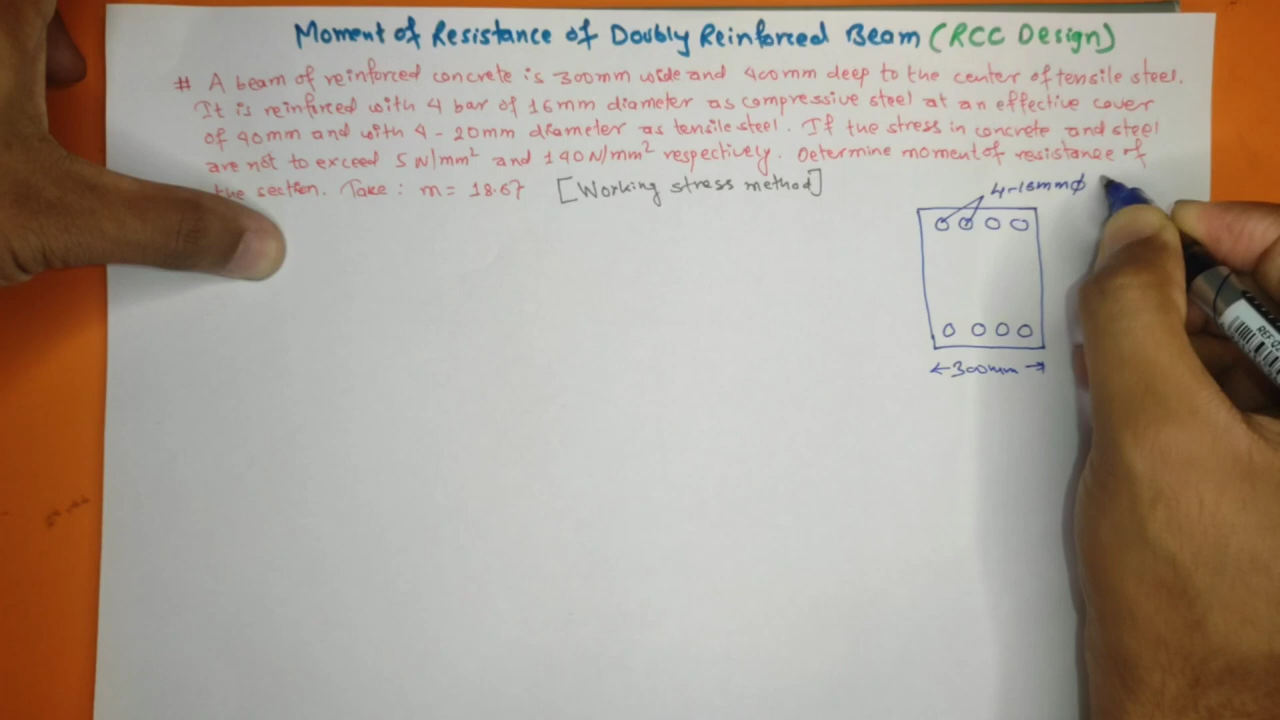 Moment of Resistance of Doubly Reinforced Beam (RCC Design)
# A beam of reinforced concrete is 300mm wide and 400mm deep to the center of tensile steel.
It is reinforced with 4 bar of 16mm diameter as compressive steel at an effective cover
of 40mm and with 4-20mm diameter as tensile steel. If the stress in concrete and steel
are not to exceed 5 N/mm² and 140 N/mm² respectively. Determine moment of resistance of
the section. Take: m = 18.67 [Working stress method]
4-16mmϕ
300mm